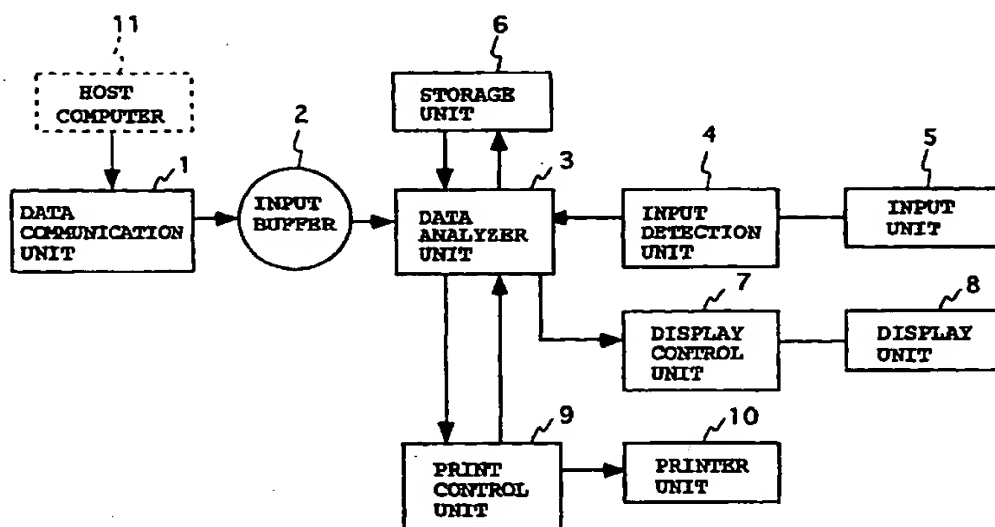 11
HOST
COMPUTER
6
STORAGE
UNIT
2
1
INPUT
BUFFER
DATA
COMMUNICATION
UNIT
3
DATA
ANALYZER
UNIT
4
INPUT
DETECTION
UNIT
5
INPUT
UNIT
7
DISPLAY
CONTROL
UNIT
8
DISPLAY
UNIT
9
PRINT
CONTROL
UNIT
10
PRINTER
UNIT